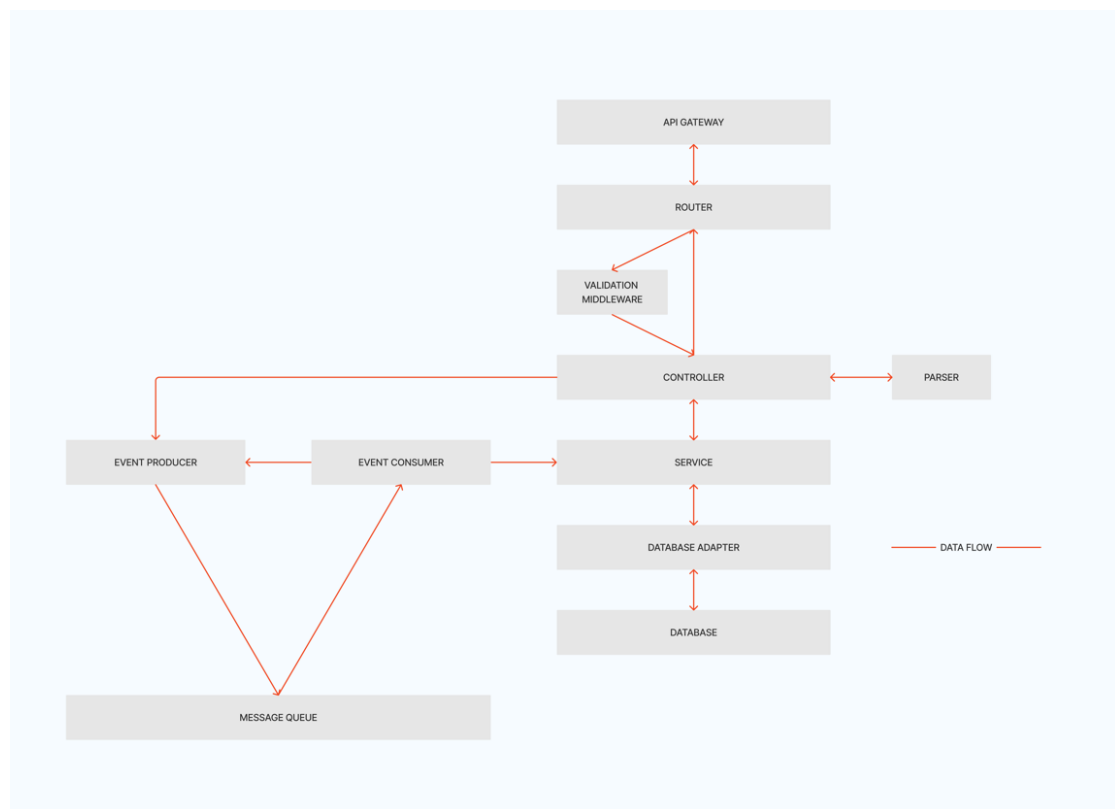 API GATEWAY
ROUTER
VALIDATION
MIDDLEWARE
CONTROLLER
PARSER
EVENT PRODUCER
EVENT CONSUMER
SERVICE
DATABASE ADAPTER
DATA FLOW
DATABASE
MESSAGE QUEUE